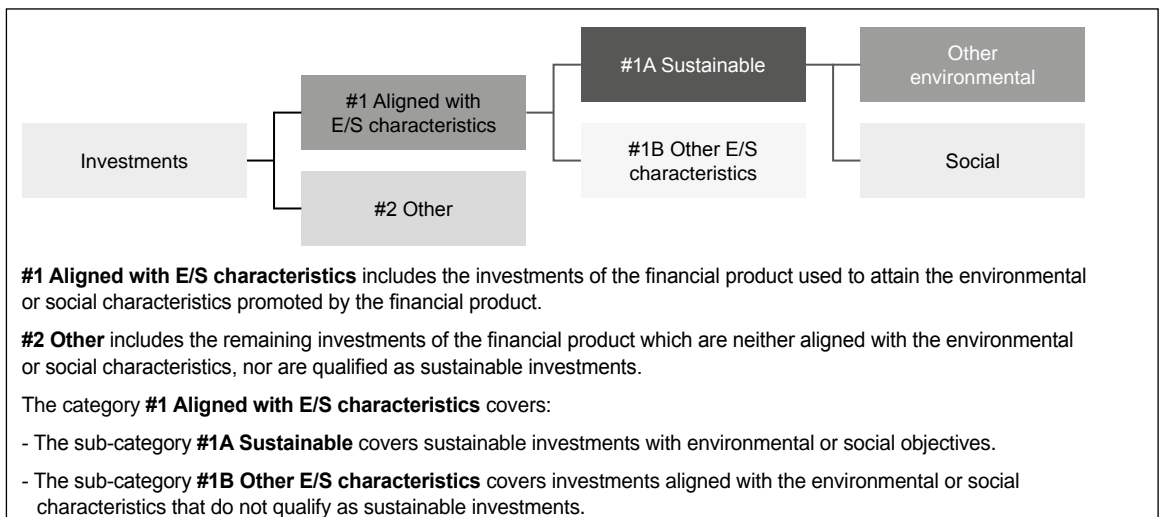 #1A Sustainable
Other
environmental
#1 Aligned with
E/S characteristics
Investments
#1B Other E/S
characteristics
Social
#2 Other
#1 Aligned with E/S characteristics includes the investments of the financial product used to attain the environmental
or social characteristics promoted by the financial product.
#2 Other includes the remaining investments of the financial product which are neither aligned with the environmental
or social characteristics, nor are qualified as sustainable investments.
The category #1 Aligned with E/S characteristics covers:
- The sub-category #1A Sustainable covers sustainable investments with environmental or social objectives.
- The sub-category #1B Other E/S characteristics covers investments aligned with the environmental or social
characteristics that do not qualify as sustainable investments.